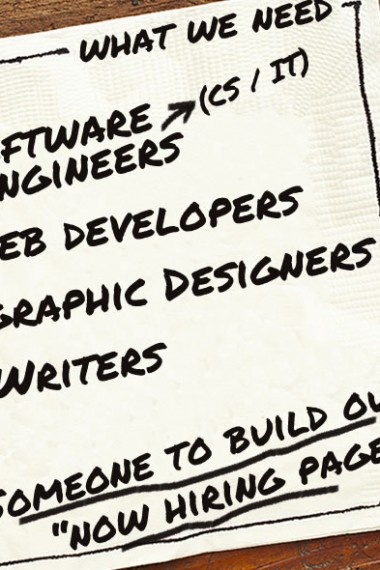 WHAT WE NEED
FTWARE (CS / IT)
NGINEERS
EB DEVELOPERS
GRAPHIC DESIGNERS
WRITERS
SOMEONE TO BUILD OU
"NOW HIRING PAGE